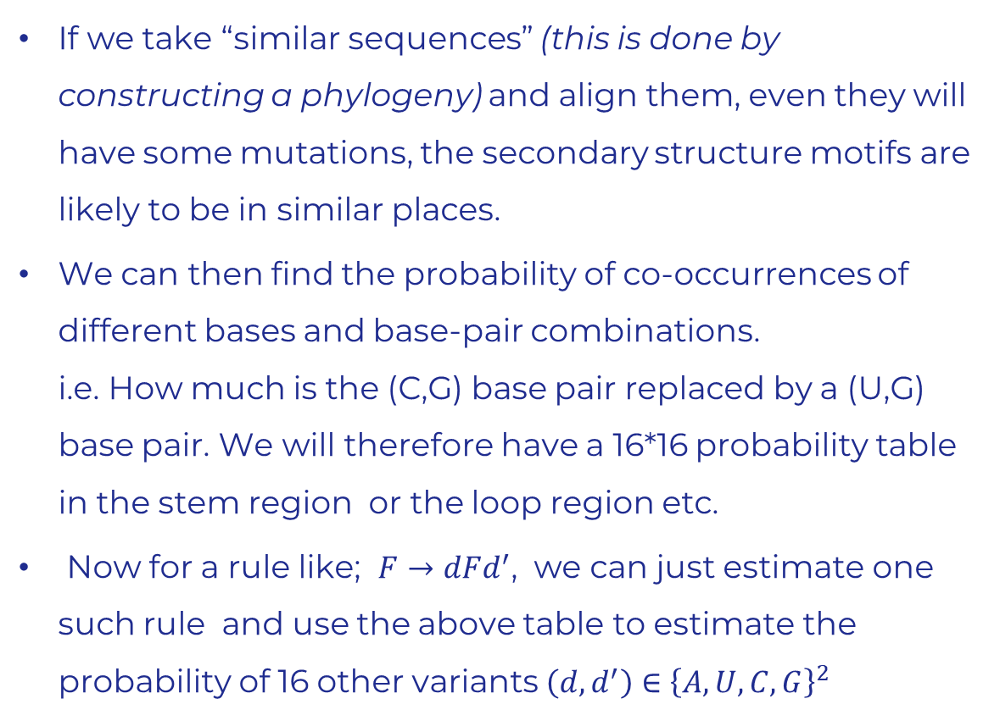 • If we take “similar sequences” (this is done by
constructing a phylogeny) and align them, even they will
have some mutations, the secondary structure motifs are
likely to be in similar places.
• We can then find the probability of co-occurrences of
different bases and base-pair combinations.
i.e. How much is the (C,G) base pair replaced by a (U,G)
base pair. We will therefore have a 16*16 probability table
in the stem region or the loop region etc.
• Now for a rule like; F → dFd′, we can just estimate one
such rule and use the above table to estimate the
probability of 16 other variants (d, d′) ∈ {A, U, C, G}²